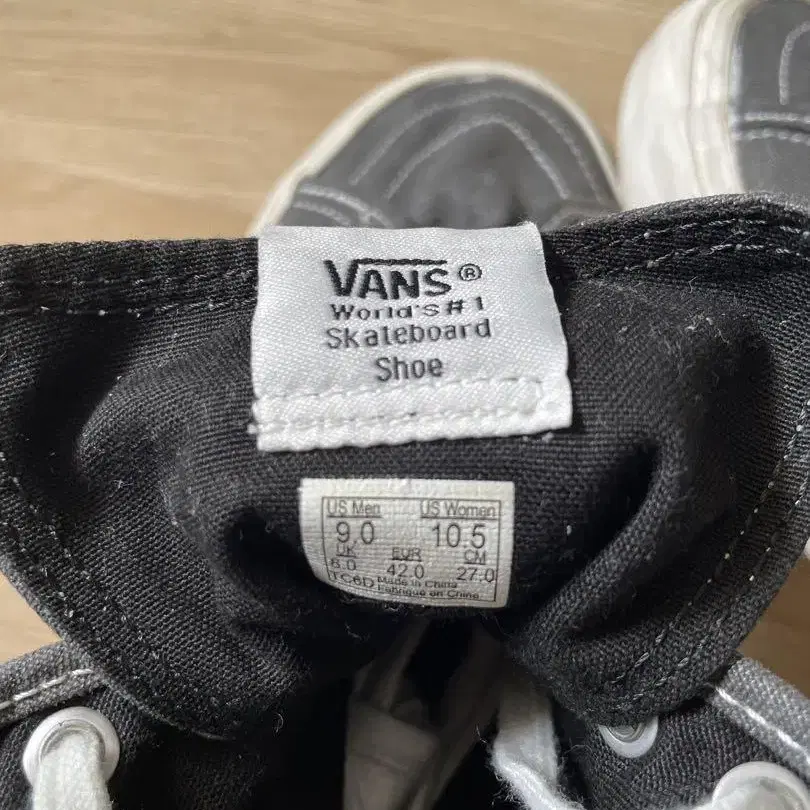 VANS®
World's #1
Skateboard
Shoe
US Men US Women
9.0 10.5
UK EUR CM
8.0 42.0 27.0
TC6D Made in China
Fabriqué en Chine